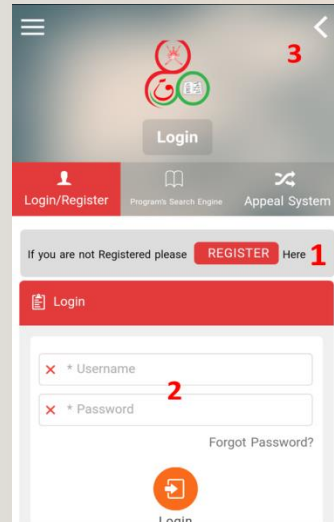 3
Login
Login/Register
Program's Search Engine
Appeal System
If you are not Registered please REGISTER Here 1
Login
* Username
2
* Password
Forgot Password?
Login